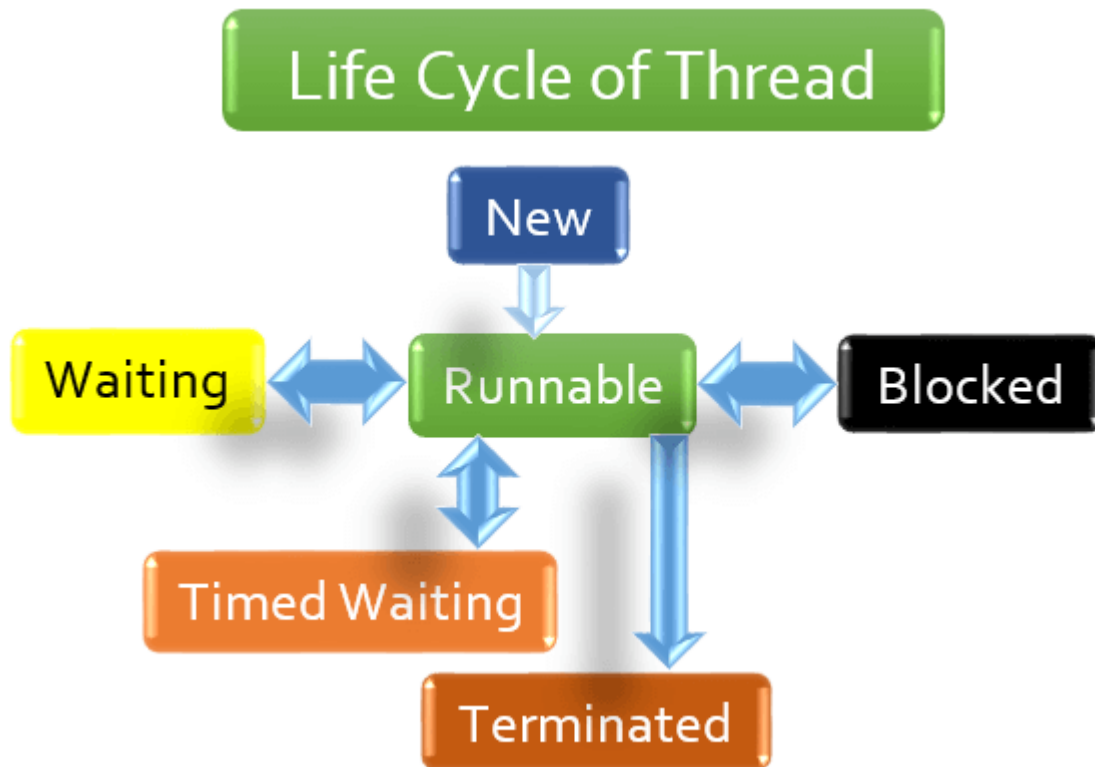 Life Cycle of Thread
New
Waiting
Runnable
Blocked
Timed Waiting
Terminated